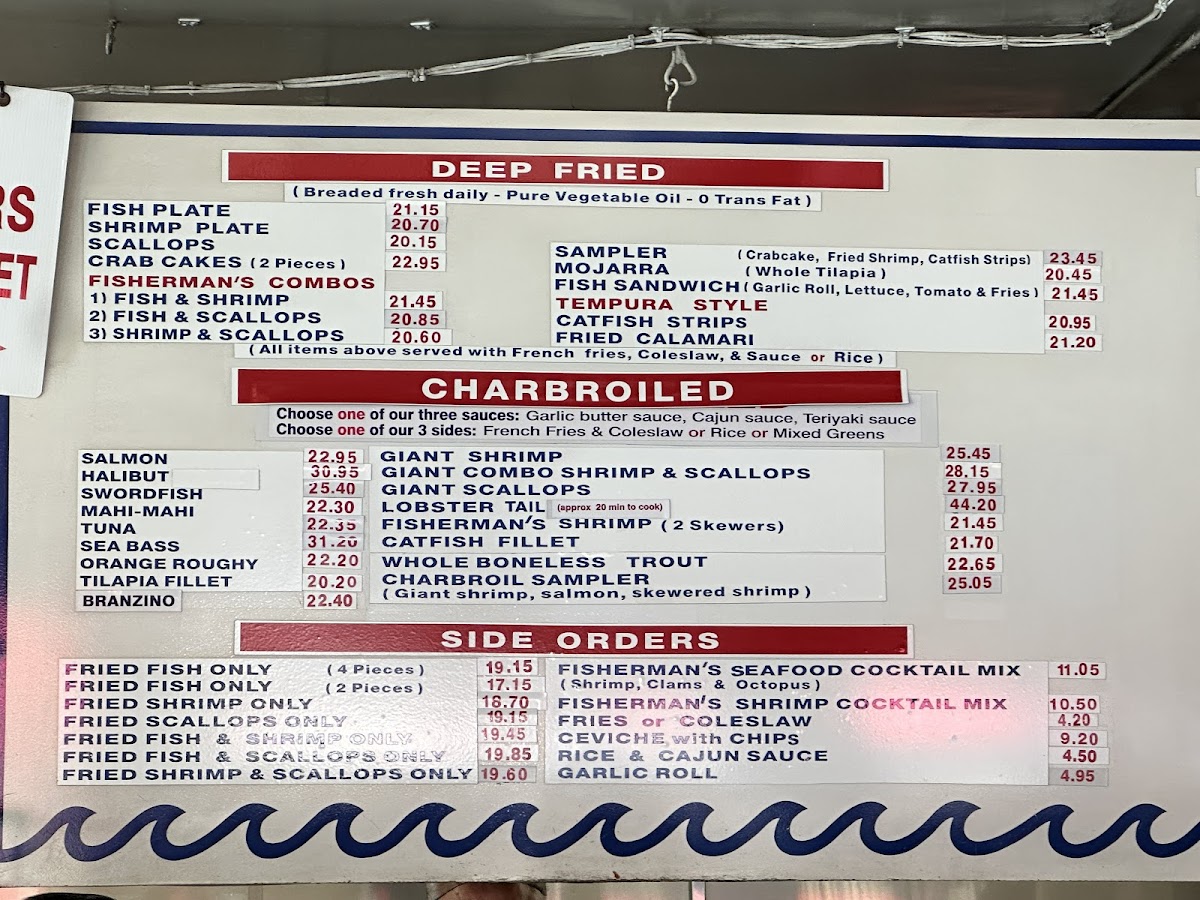 RS
ET
DEEP FRIED
(Breaded fresh daily - Pure Vegetable Oil - 0 Trans Fat)
FISH PLATE 21.15
SHRIMP PLATE 20.70
SCALLOPS 20.15
CRAB CAKES (2 Pieces) 22.95
FISHERMAN'S COMBOS
1) FISH & SHRIMP 21.45
2) FISH & SCALLOPS 20.85
3) SHRIMP & SCALLOPS 20.60
SAMPLER (Crabcake, Fried Shrimp, Catfish Strips) 23.45
MOJARRA (Whole Tilapia) 20.45
FISH SANDWICH (Garlic Roll, Lettuce, Tomato & Fries) 21.45
TEMPURA STYLE
CATFISH STRIPS 20.95
FRIED CALAMARI 21.20
(All items above served with French fries, Coleslaw, & Sauce or Rice)
CHARBROILED
Choose one of our three sauces: Garlic butter sauce, Cajun sauce, Teriyaki sauce
Choose one of our 3 sides: French Fries & Coleslaw or Rice or Mixed Greens
SALMON 22.95
HALIBUT 30.95
SWORDFISH 25.40
MAHI-MAHI 22.30
TUNA 22.35
SEA BASS 31.20
ORANGE ROUGHY 22.20
TILAPIA FILLET 20.20
BRANZINO 22.40
GIANT SHRIMP 25.45
GIANT COMBO SHRIMP & SCALLOPS 28.15
GIANT SCALLOPS 27.95
LOBSTER TAIL (approx 20 min to cook) 44.20
FISHERMAN'S SHRIMP (2 Skewers) 21.45
CATFISH FILLET 21.70
WHOLE BONELESS TROUT 22.65
CHARBROIL SAMPLER 25.05
(Giant shrimp, salmon, skewered shrimp)
SIDE ORDERS
FRIED FISH ONLY (4 Pieces) 19.15
FRIED FISH ONLY (2 Pieces) 17.15
FRIED SHRIMP ONLY 18.70
FRIED SCALLOPS ONLY 19.15
FRIED FISH & SHRIMP ONLY 19.45
FRIED FISH & SCALLOPS ONLY 19.85
FRIED SHRIMP & SCALLOPS ONLY 19.60
FISHERMAN'S SEAFOOD COCKTAIL MIX 11.05
(Shrimp, Clams & Octopus)
FISHERMAN'S SHRIMP COCKTAIL MIX 10.50
FRIES or COLESLAW 4.20
CEVICHE with CHIPS 9.20
RICE & CAJUN SAUCE 4.50
GARLIC ROLL 4.95